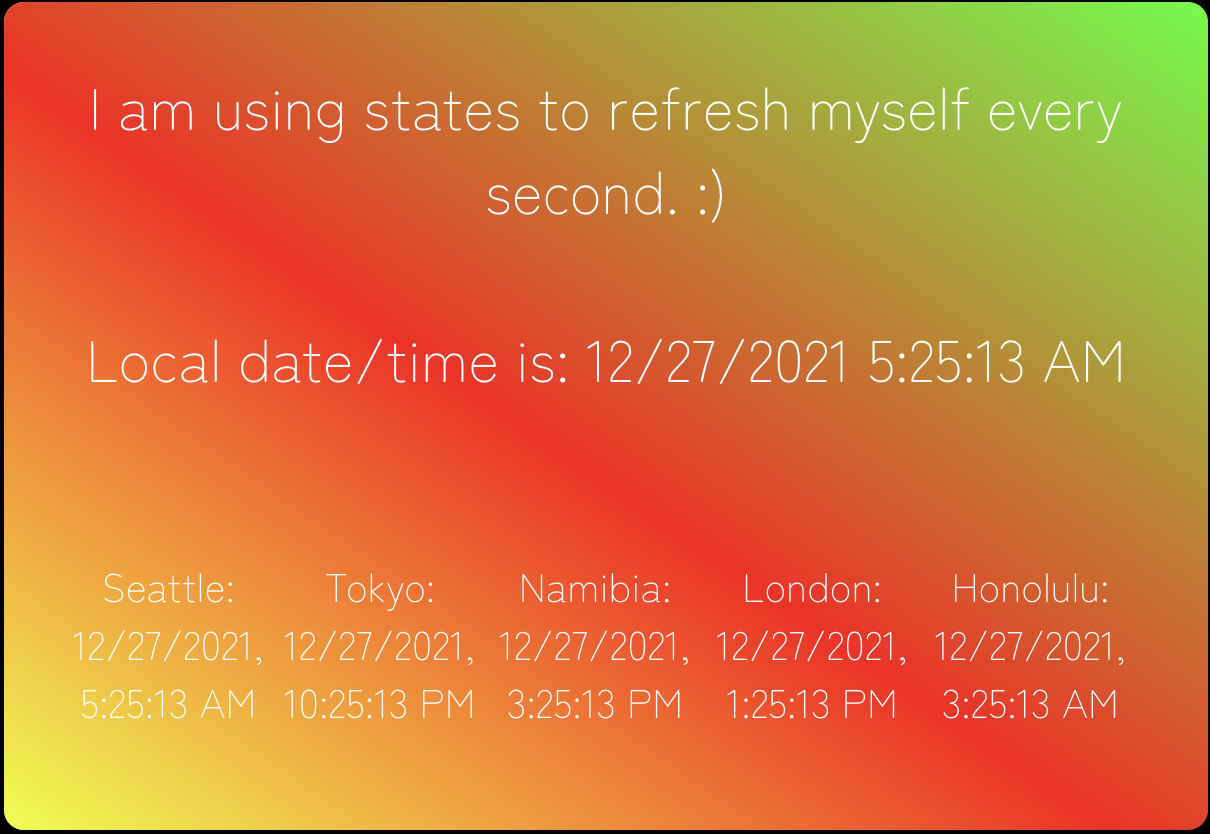 I am using states to refresh myself every
second. :)
Local date/time is: 12/27/2021 5:25:13 AM
Seattle:
12/27/2021,
5:25:13 AM
Tokyo:
12/27/2021,
10:25:13 PM
Namibia:
12/27/2021,
3:25:13 PM
London:
12/27/2021,
1:25:13 PM
Honolulu:
12/27/2021,
3:25:13 AM